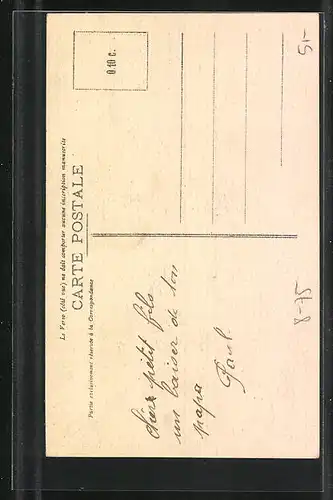 Le Verso (côté vue) ne doit comporter aucune inscription manuscrite
CARTE POSTALE
Partie exclusivement réservée à la Correspondance
0.10 c.
Cher petit fils
un baiser de ton
papa
Paul
51-
8-75